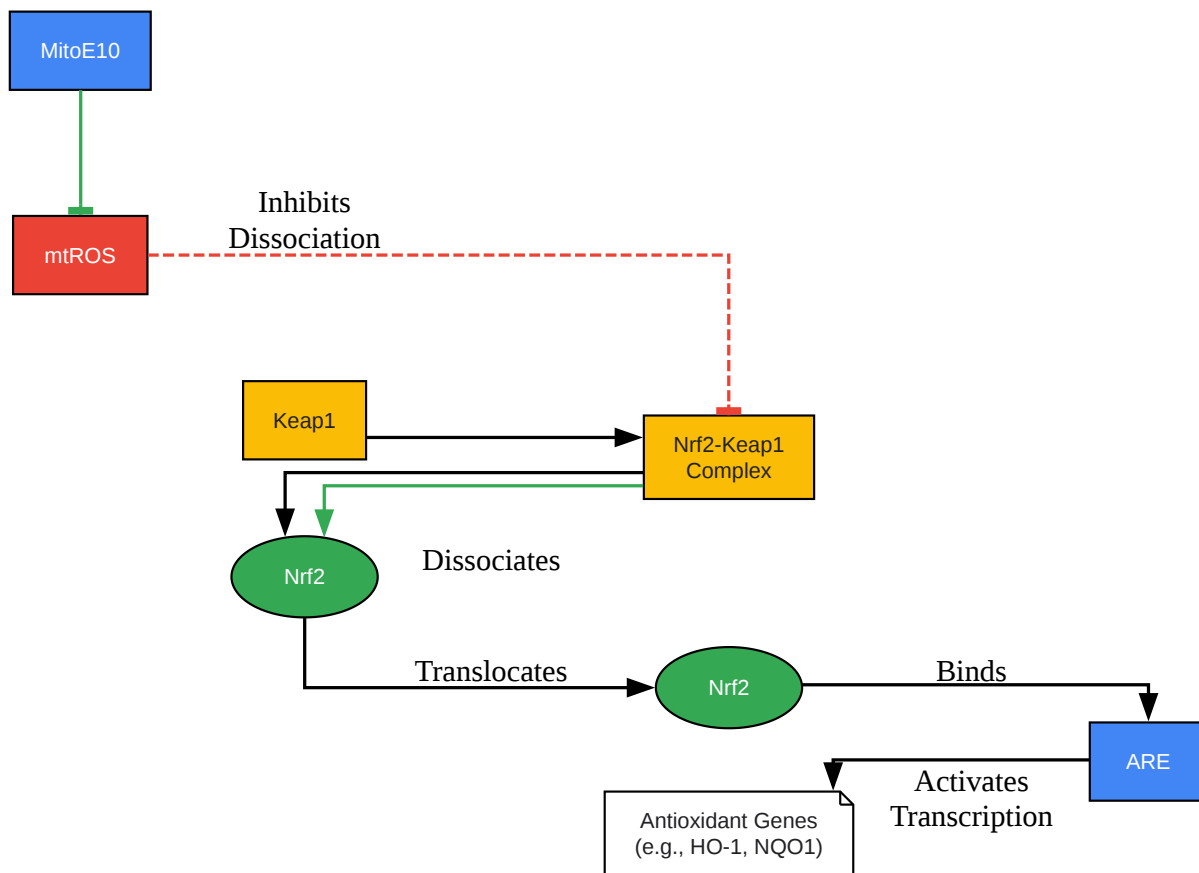 MitoE10
Inhibits
Dissociation
mtROS
Keap1
Nrf2-Keap1
Complex
Dissociates
Nrf2
Translocates
Nrf2
Binds
ARE
Activates
Transcription
Antioxidant Genes
(e.g., HO-1, NQO1)